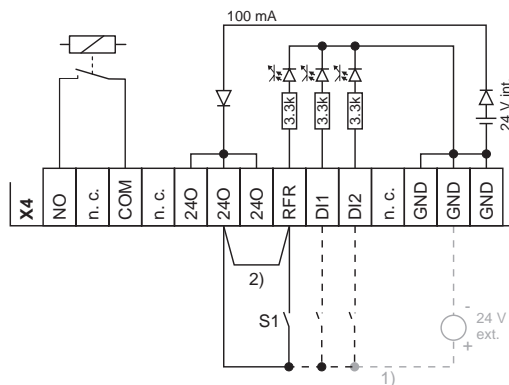 100 mA
3.3k
3.3k
3.3k
24 V int.
X4
NO
n. c.
COM
n. c.
24O
24O
24O
RFR
DI1
DI2
n. c.
GND
GND
GND
2)
S1
-
24 V
ext.
+
1)